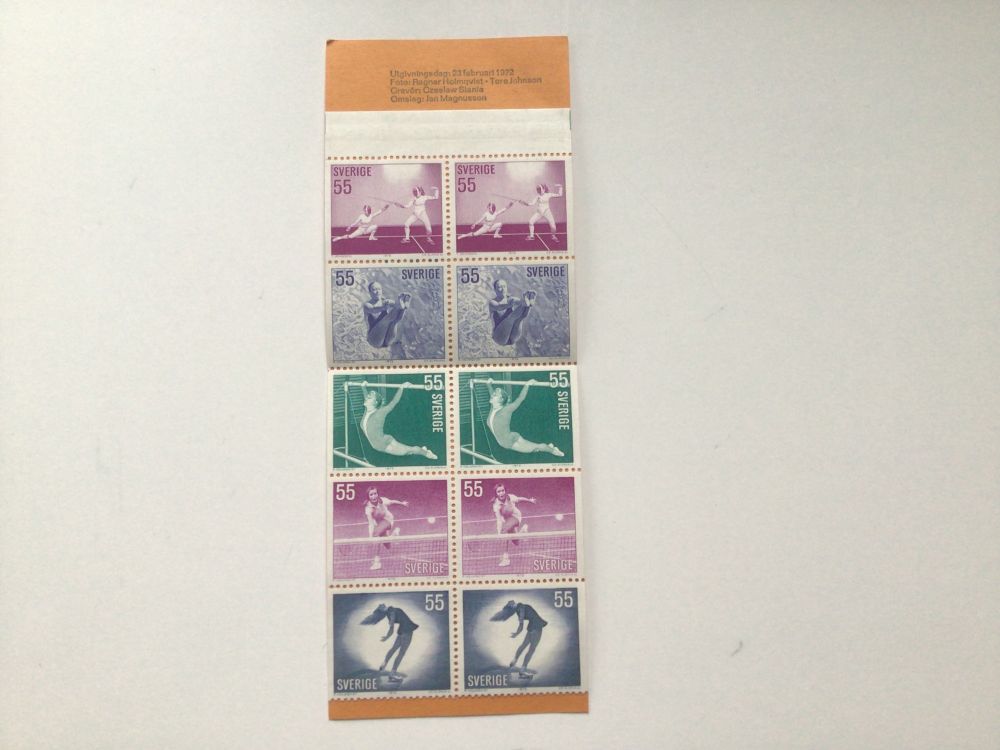 Utgivningsdag: 23 februari 1972
Foto: Ragnar Holmqvist • Tore Johnson
Gravör: Czeslaw Slania
Omslag: Jan Magnusson
SVERIGE SVERIGE
55 55
55 SVERIGE 55 SVERIGE
55 SVERIGE 55 SVERIGE
55 55
SVERIGE SVERIGE
55 55
SVERIGE SVERIGE